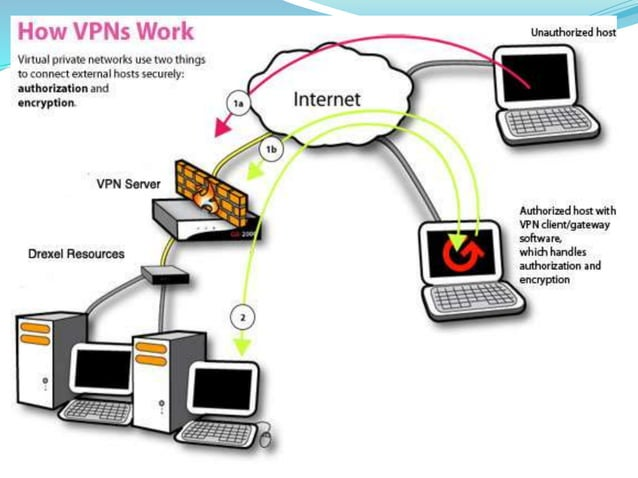 How VPNs Work
Virtual private networks use two things
to connect external hosts securely:
authorization and
encryption.
Unauthorized host
Internet
1a
1b
VPN Server
Authorized host with
VPN client/gateway
software,
which handles
authorization and
encryption
Drexel Resources
2